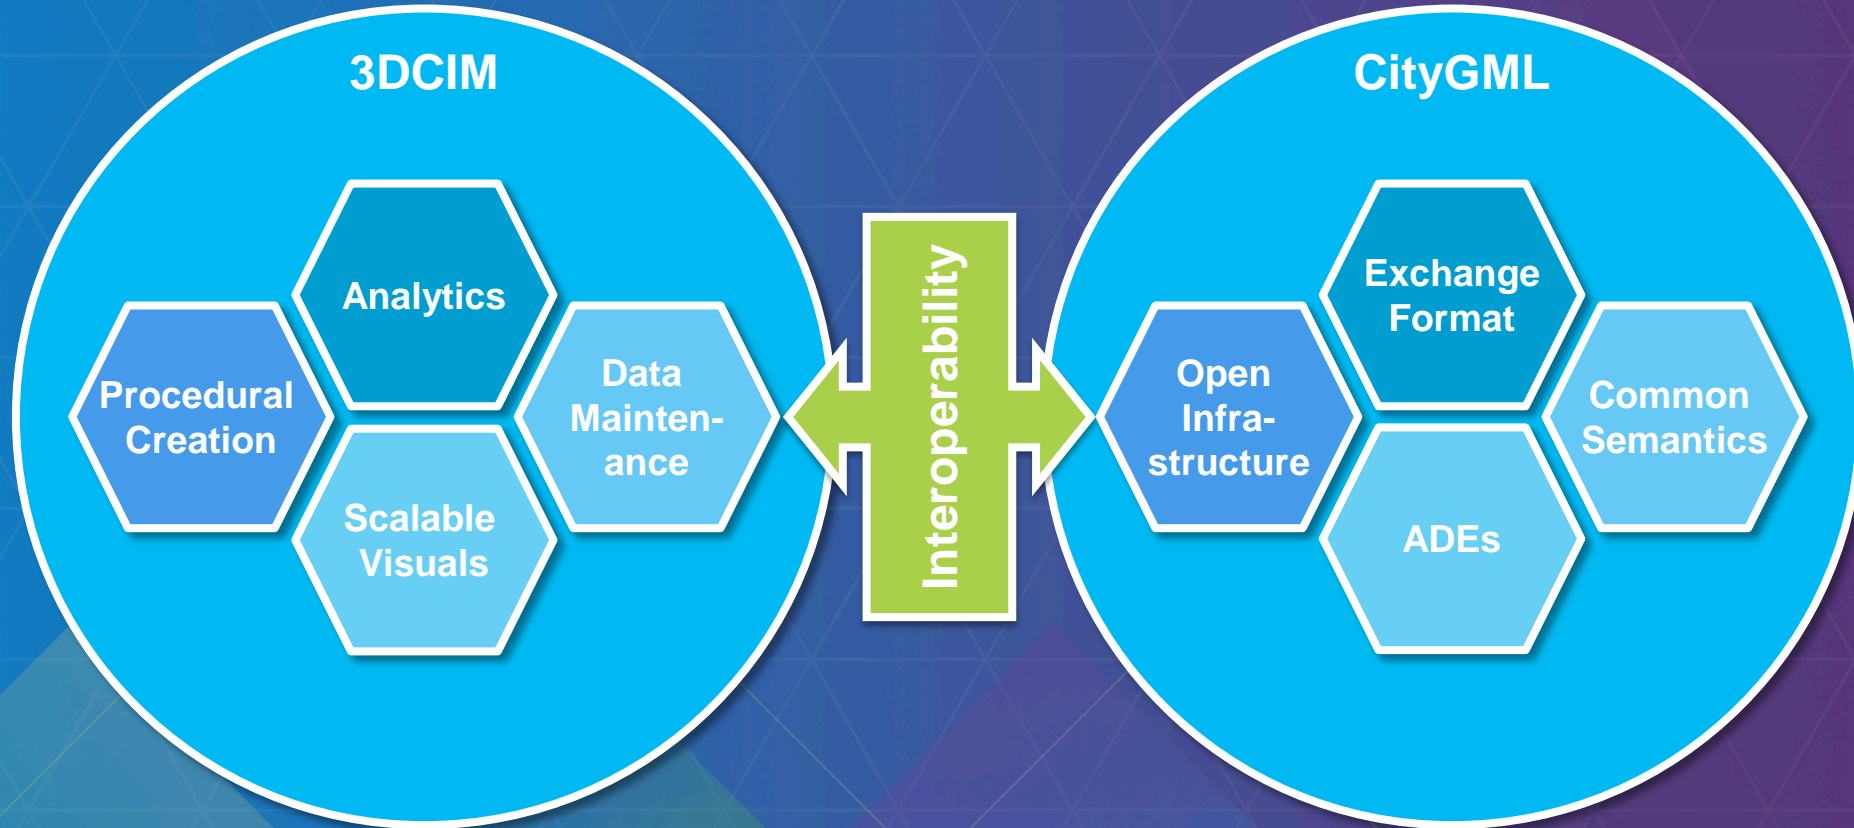 3DCIM
Analytics
Procedural
Creation
Data
Mainten-
ance
Scalable
Visuals
Interoperability
CityGML
Exchange
Format
Open
Infra-
structure
Common
Semantics
ADEs